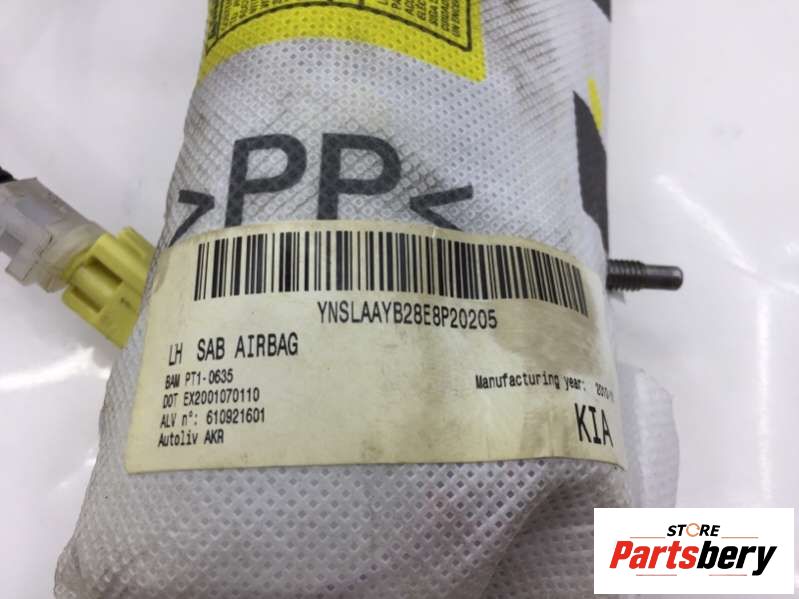 >PP<
YNSLAAYB28E8P20205
LH SAB AIRBAG
BAM PT1-0635
DOT EX2001070110
ALV n°: 610921601
Autoliv AKR
Manufacturing year: 2010
KIA
STORE
Partsbery